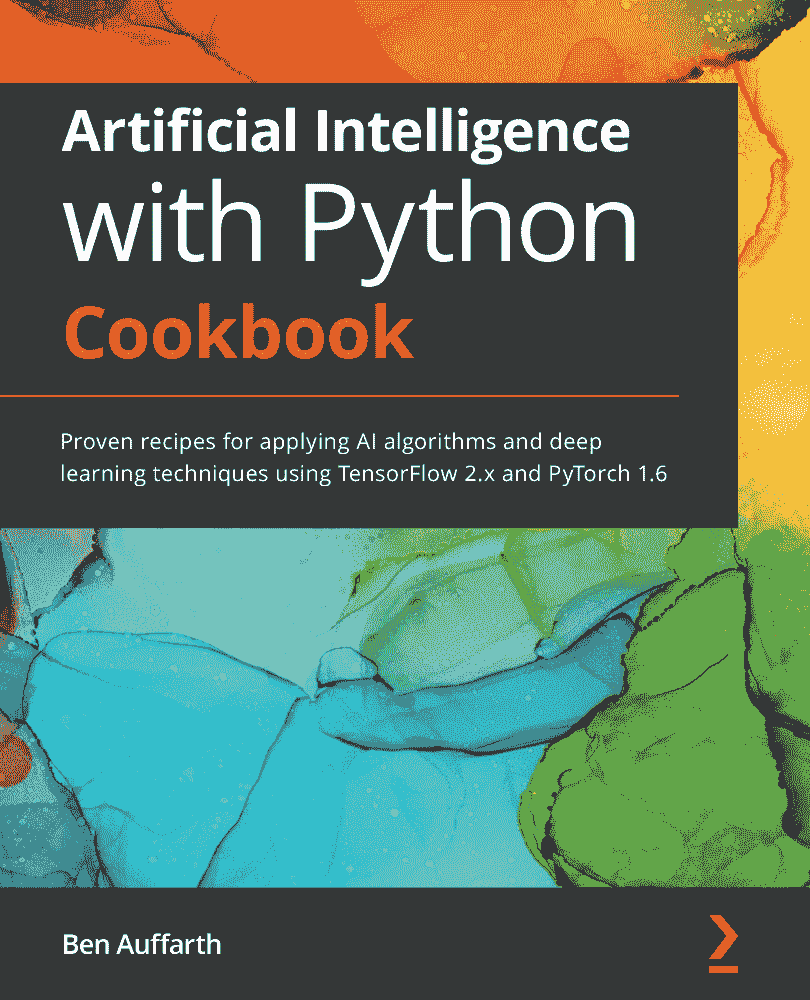 Artificial Intelligence
with Python
Cookbook
Proven recipes for applying AI algorithms and deep
learning techniques using TensorFlow 2.x and PyTorch 1.6
Ben Auffarth